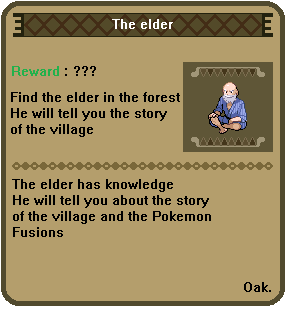 The elder
Reward : ???
Find the elder in the forest
He will tell you the story
of the village
The elder has knowledge
He will tell you about the story
of the village and the Pokemon
Fusions
Oak.